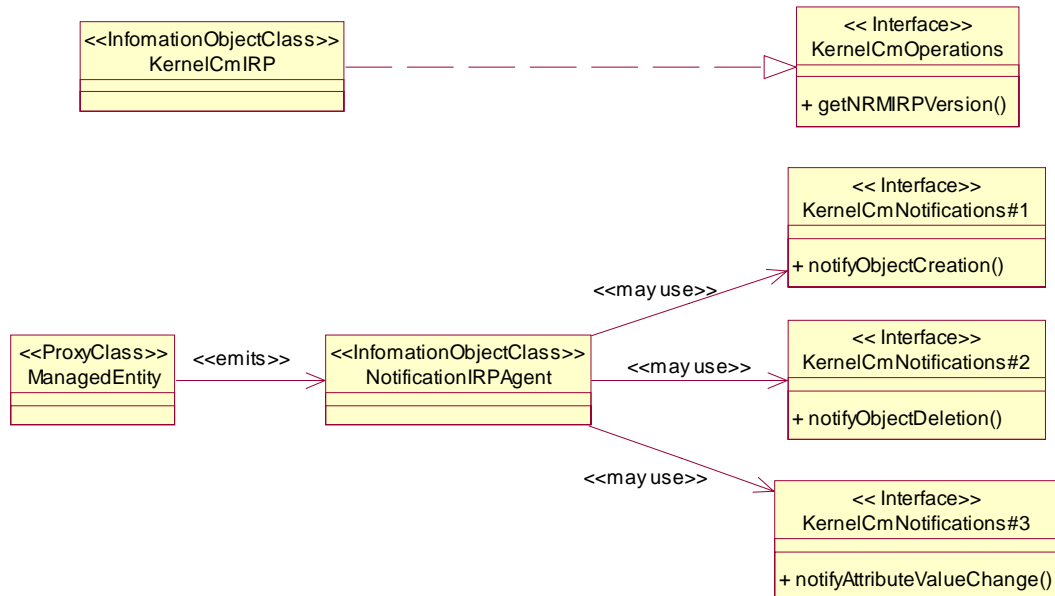 <<InfomationObjectClass>>
KernelCmIRP
<< Interface>>
KernelCmOperations
+ getNRMIRPVersion()
<< Interface>>
KernelCmNotifications#1
+ notifyObjectCreation()
<<may use>>
<<ProxyClass>>
ManagedEntity
<<emits>>
<<InfomationObjectClass>>
NotificationIRPAgent
<<may use>>
<< Interface>>
KernelCmNotifications#2
+ notifyObjectDeletion()
<<may use>>
<< Interface>>
KernelCmNotifications#3
+ notifyAttributeValueChange()